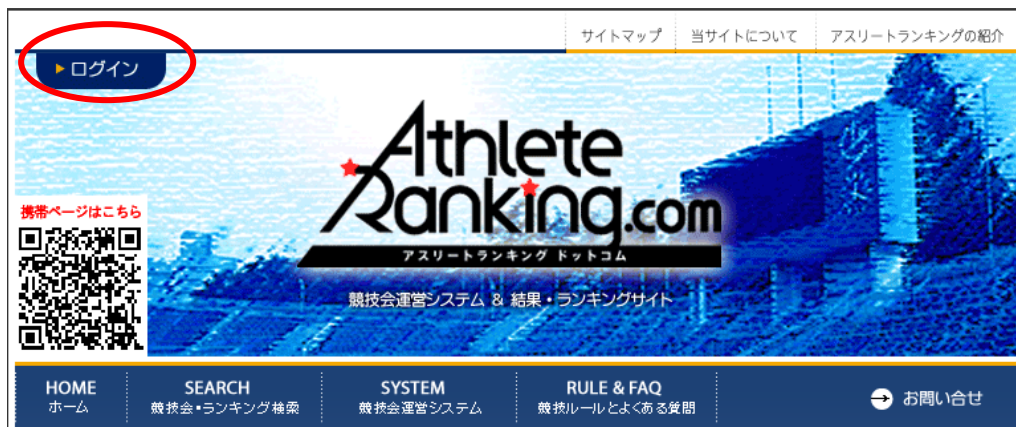 サイトマップ 当サイトについて アスリートランキングの紹介
ログイン
Athlete
Ranking.com
アスリートランキング ドットコム
競技会運営システム & 結果・ランキングサイト
携帯ページはこちら
HOME SEARCH SYSTEM RULE & FAQ
ホーム 競技会・ランキング検索 競技会運営システム 競技ルールとよくある質問
お問い合せ